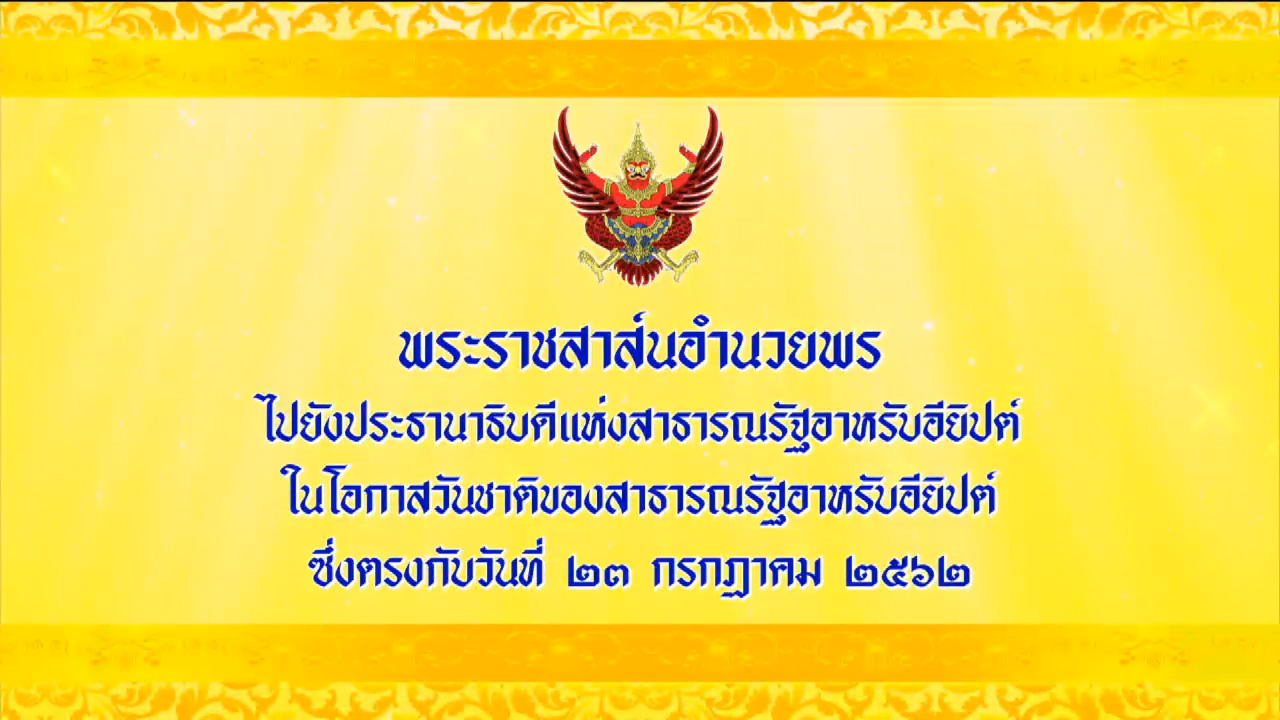 พระราชสาส์นอำนวยพร
ไปยังประธานาธิบดีแห่งสาธารณรัฐอาหรับอียิปต์
ในโอกาสวันชาติของสาธารณรัฐอาหรับอียิปต์
ซึ่งตรงกับวันที่ ๒๓ กรกฎาคม ๒๕๖๒